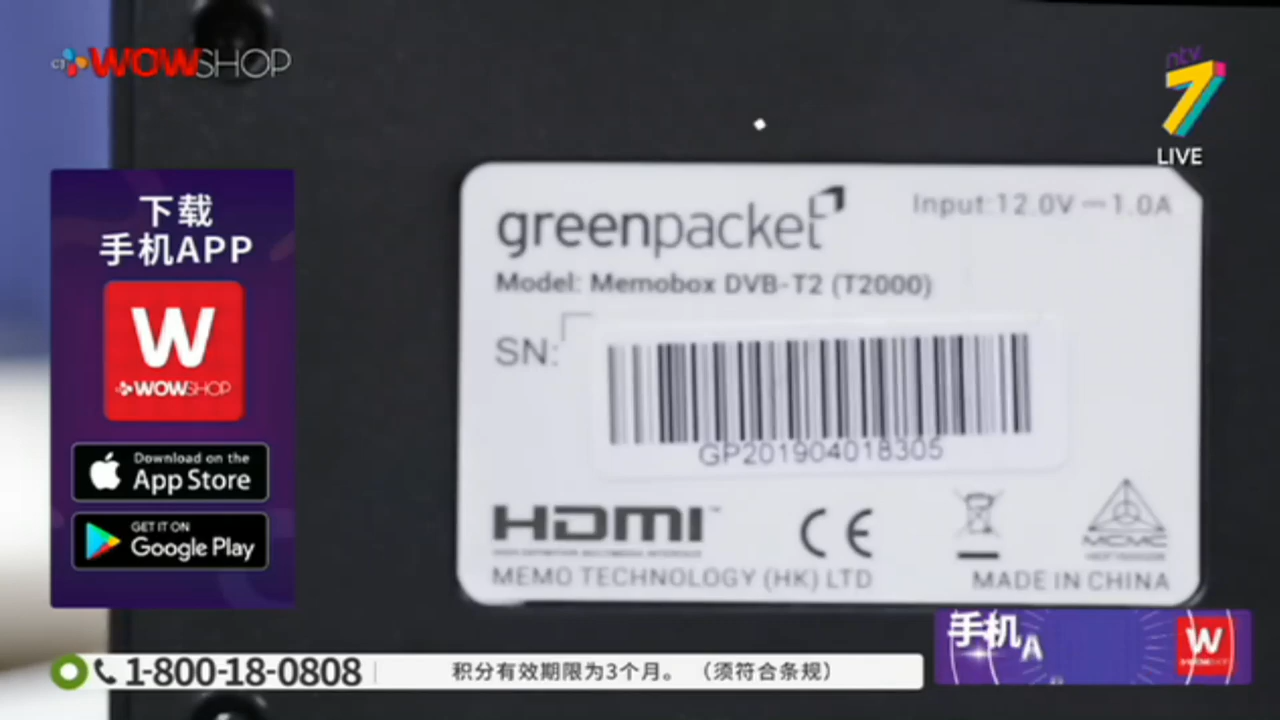 CJ WOWSHOP
ntv
7
LIVE
下载
手机APP
W
WOWSHOP
Download on the
App Store
GET IT ON
Google Play
greenpacket
Input:12.0V ⎓ 1.0A
Model: Memobox DVB-T2 (T2000)
SN:
GP201904018305
HDMI™
CE
MCMC
MEMO TECHNOLOGY (HK) LTD
MADE IN CHINA
手机A
W
1-800-18-0808
积分有效期限为3个月。（须符合条规）